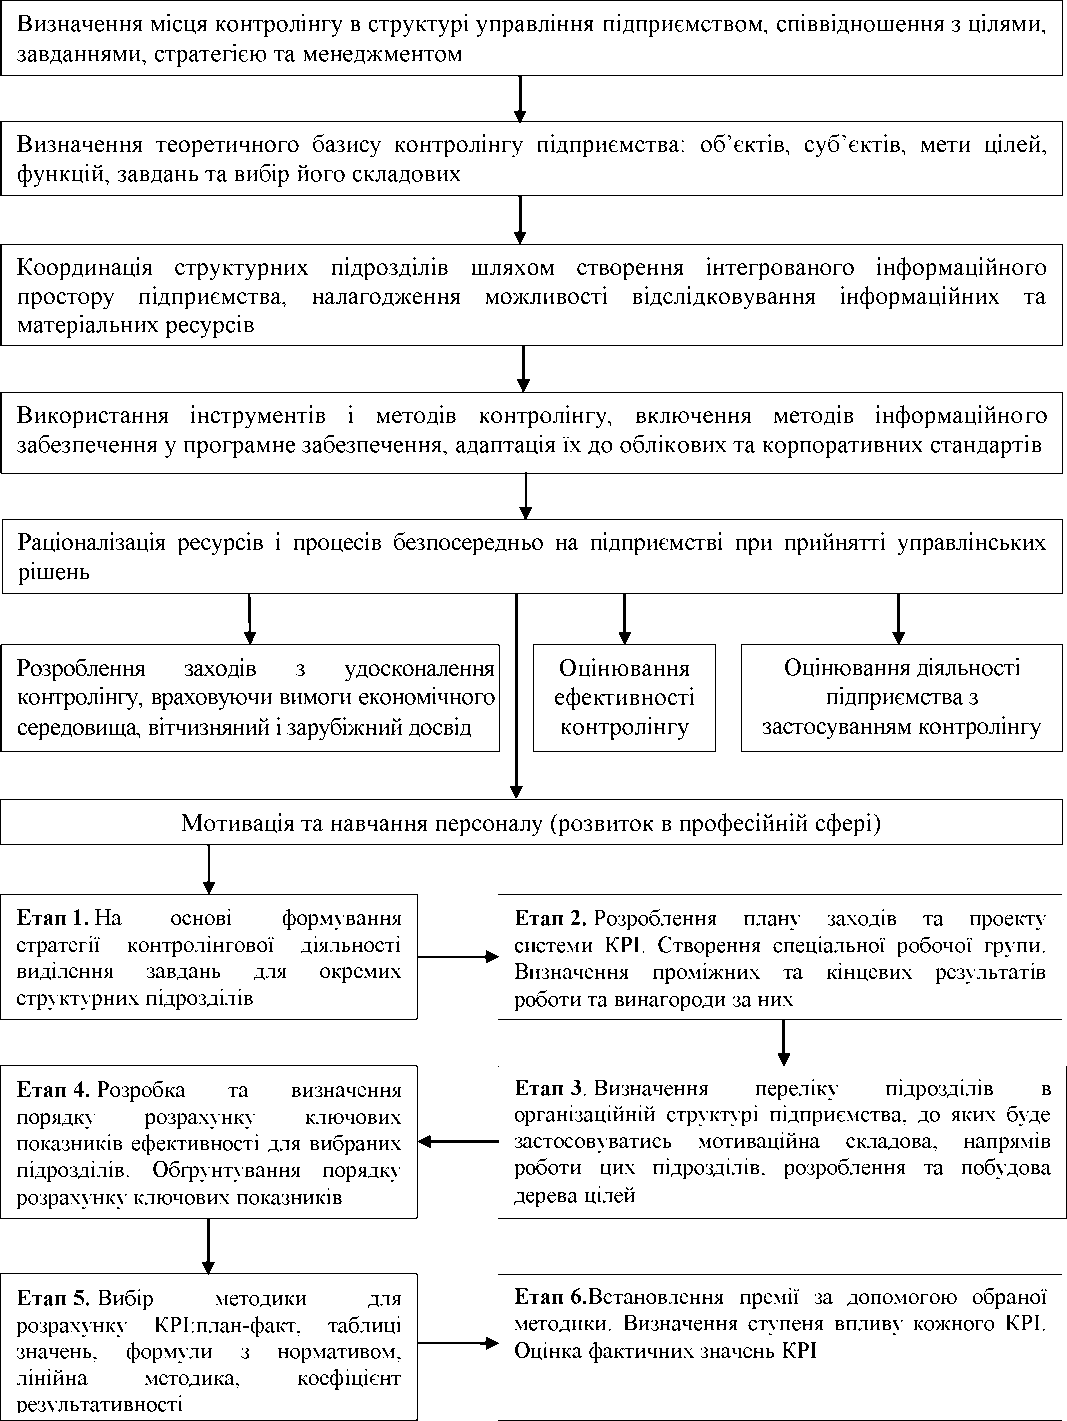 Визначення місця контролінгу в структурі управління підприємством, співвідношення з цілями,
завданнями, стратегією та менеджментом
Визначення теоретичного базису контролінгу підприємства: об’єктів, суб`єктів, мети цілей,
функцій, завдань та вибір його складових
Координація структурних підрозділів шляхом створення інтегрованого інформаційного
простору підприємства, налагодження можливості відслідковування інформаційних та
матеріальних ресурсів
Використання інструментів і методів контролінгу, включення методів інформаційного
забезпечення у програмне забезпечення, адаптація їх до облікових та корпоративних стандартів
Раціоналізація ресурсів і процесів безпосередньо на підприємстві при прийнятті управлінських
рішень
Розроблення заходів з удосконалення
контролінгу, враховуючи вимоги економічного
середовища, вітчизняний і зарубіжний досвід
Оцінювання
ефективності
контролінгу
Оцінювання діяльності
підприємства з
застосуванням контролінгу
Мотивація та навчання персоналу (розвиток в професійній сфері)
Етап 1. На основі формування
стратегії контролінгової діяльності
виділення завдань для окремих
структурних підрозділів
Етап 2. Розроблення плану заходів та проекту
системи КРІ. Створення спеціальної робочої групи.
Визначення проміжних та кінцевих результатів
роботи та винагороди за них
Етап 3. Визначення переліку підрозділів в
організаційній структурі підприємства, до яких буде
застосовуватись мотиваційна складова, напрямів
роботи цих підрозділів, розроблення та побудова
дерева цілей
Етап 4. Розробка та визначення
порядку розрахунку ключових
показників ефективності для вибраних
підрозділів. Обґрунтування порядку
розрахунку ключових показників
Етап 5. Вибір методики для
розрахунку КРІ:план-факт, таблиці
значень, формули з нормативом,
лінійна методика, коефіцієнт
результативності
Етап 6.Встановлення премії за допомогою обраної
методики. Визначення ступеня впливу кожного КРІ.
Оцінка фактичних значень КРІ